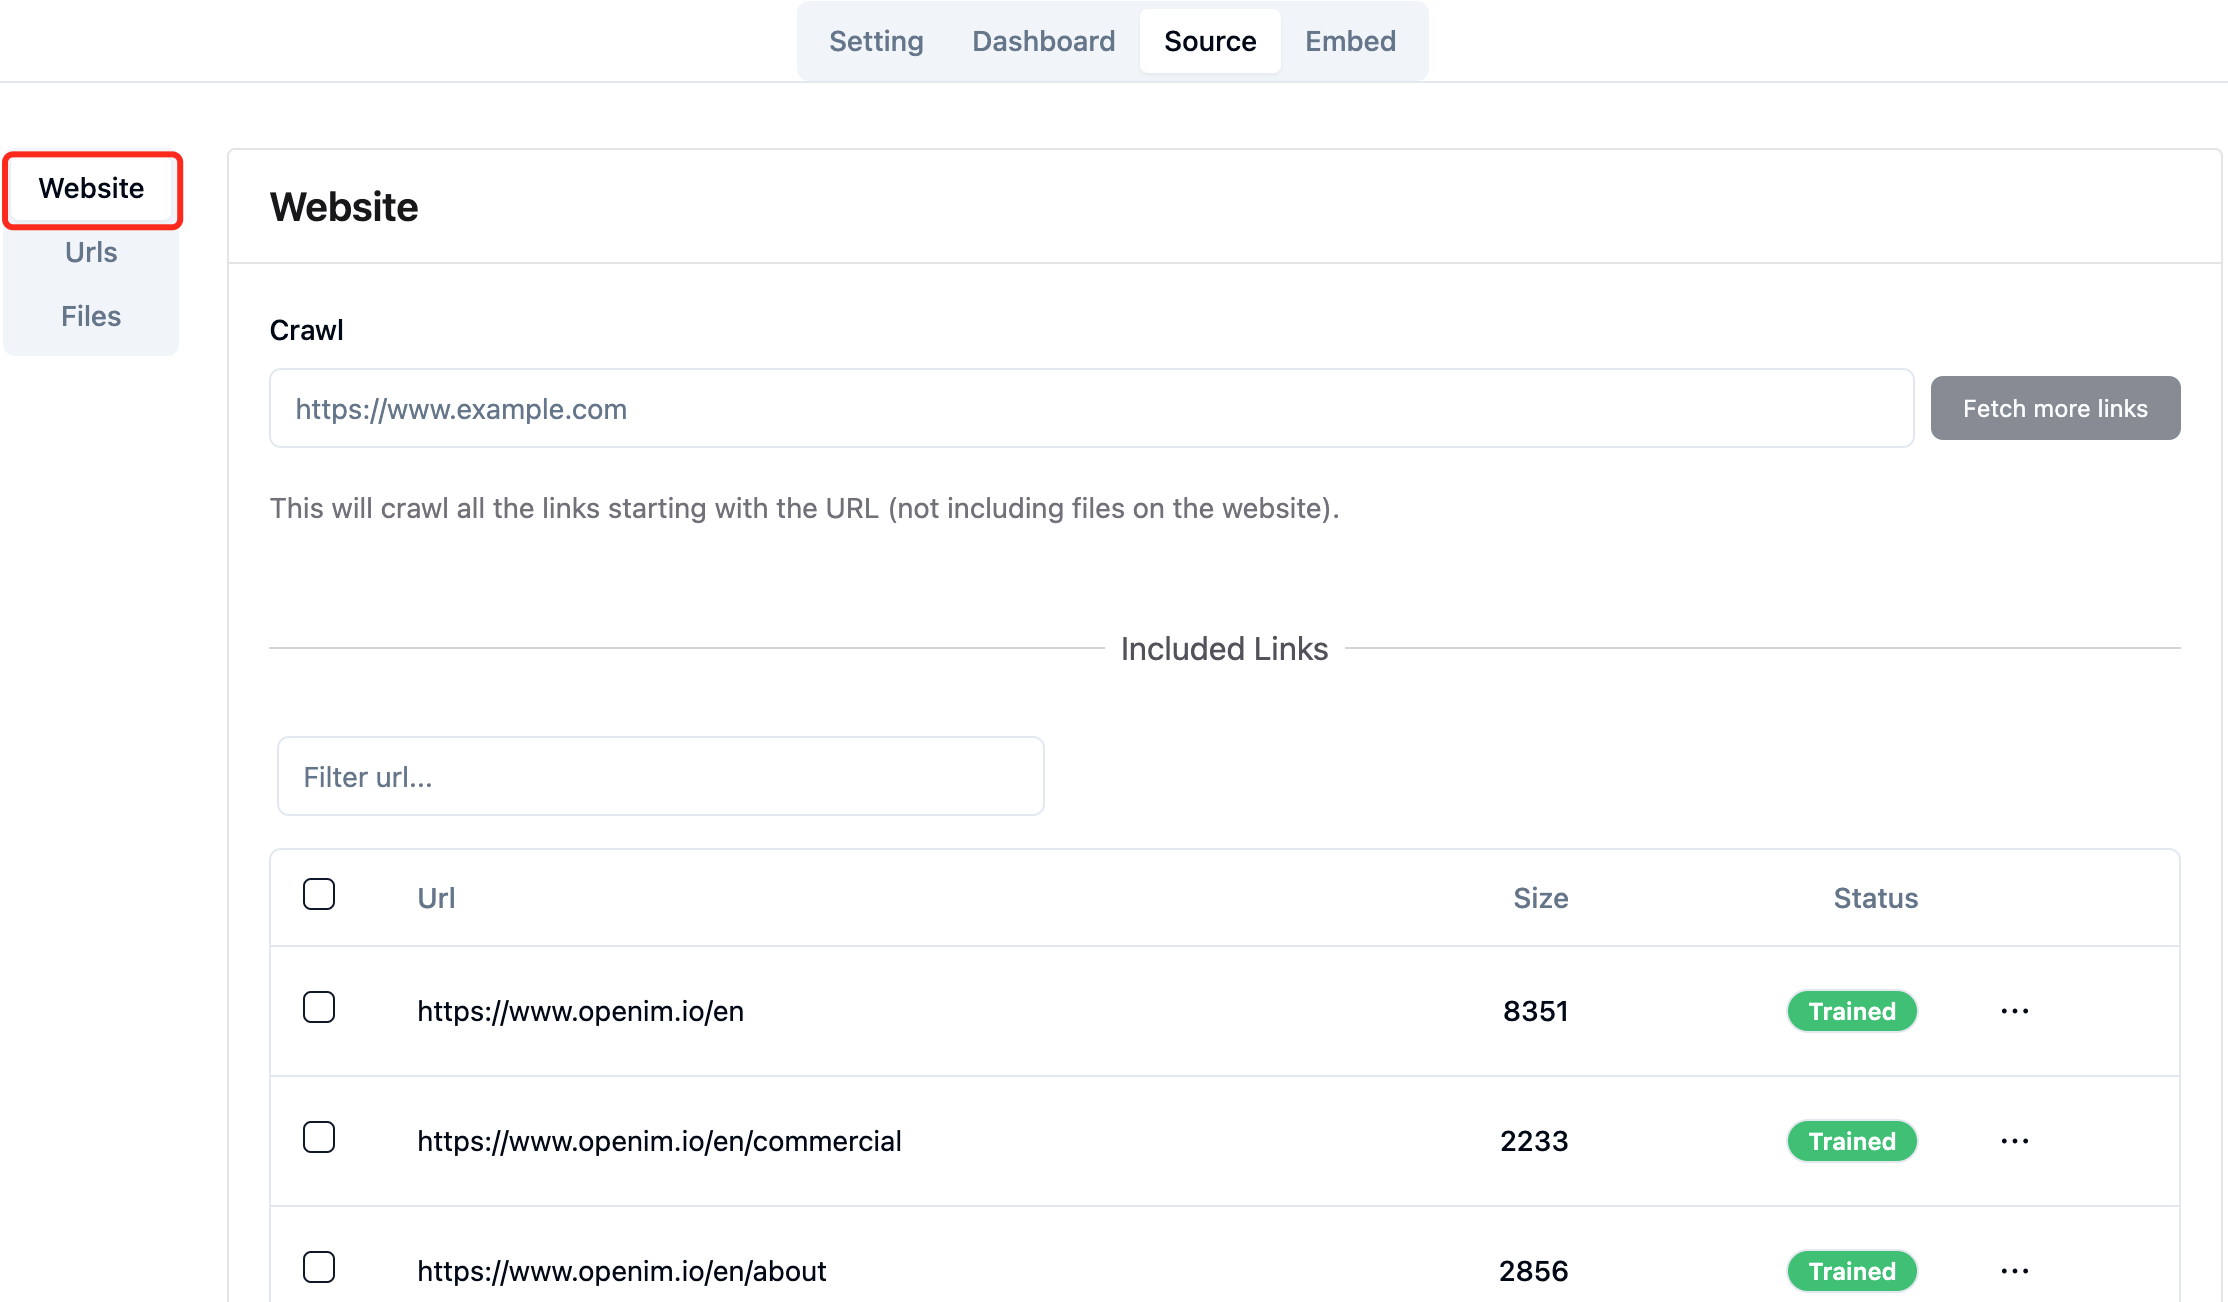 Setting Dashboard Source Embed
Website
Urls
Files
Website
Crawl
https://www.example.com Fetch more links
This will crawl all the links starting with the URL (not including files on the website).
Included Links
Filter url...
Url Size Status
https://www.openim.io/en 8351 Trained ...
https://www.openim.io/en/commercial 2233 Trained ...
https://www.openim.io/en/about 2856 Trained ...